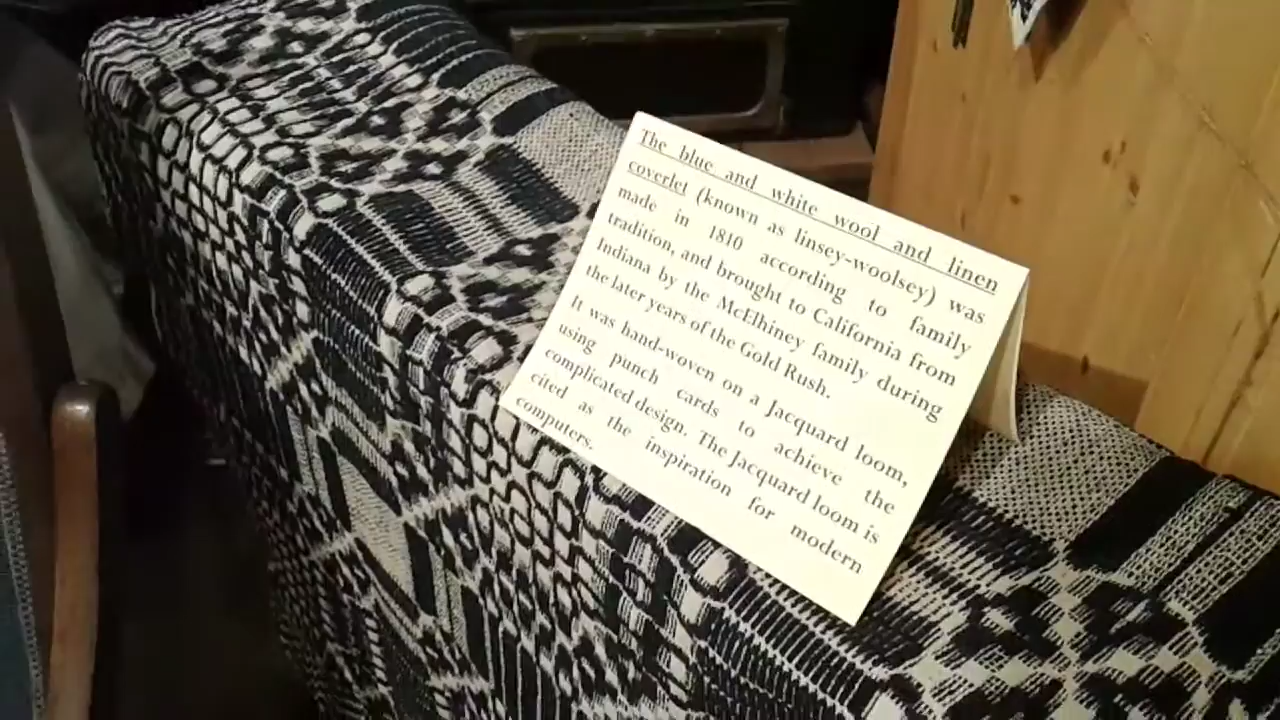 The blue and white wool and linen
coverlet (known as linsey-woolsey) was
made in 1810 according to family
tradition, and brought to California from
Indiana by the McElhiney family during
the later years of the Gold Rush.
It was hand-woven on a Jacquard loom,
using punch cards to achieve the
complicated design. The Jacquard loom is
cited as the inspiration for modern
computers.